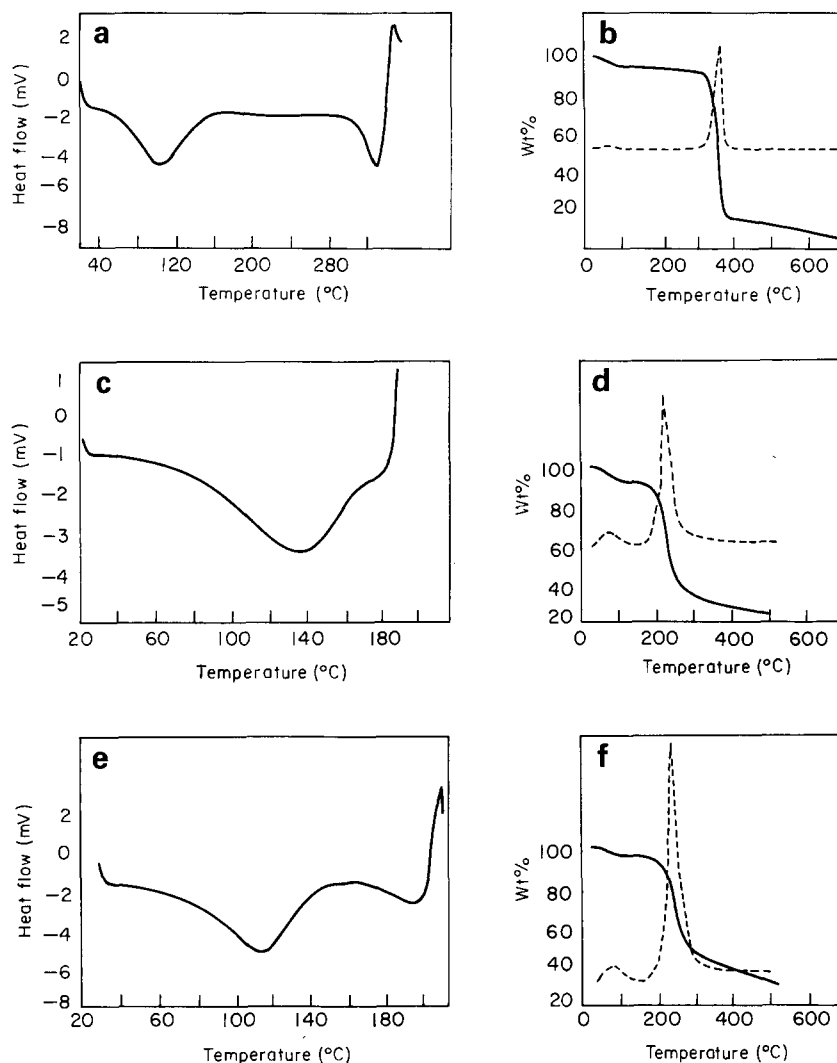 a
2
0
−2
−4
−6
−8
Heat flow (mV)
40 120 200 280
Temperature (°C)
b
100
80
60
40
20
Wt%
0 200 400 600
Temperature (°C)
c
1
0
−1
−2
−3
−4
−5
Heat flow (mV)
20 60 100 140 180
Temperature (°C)
d
100
80
60
40
20
Wt%
0 200 400 600
Temperature (°C)
e
2
0
−2
−4
−6
−8
Heat flow (mV)
20 60 100 140 180
Temperature (°C)
f
100
80
60
40
20
Wt%
0 200 400 600
Temperature (°C)